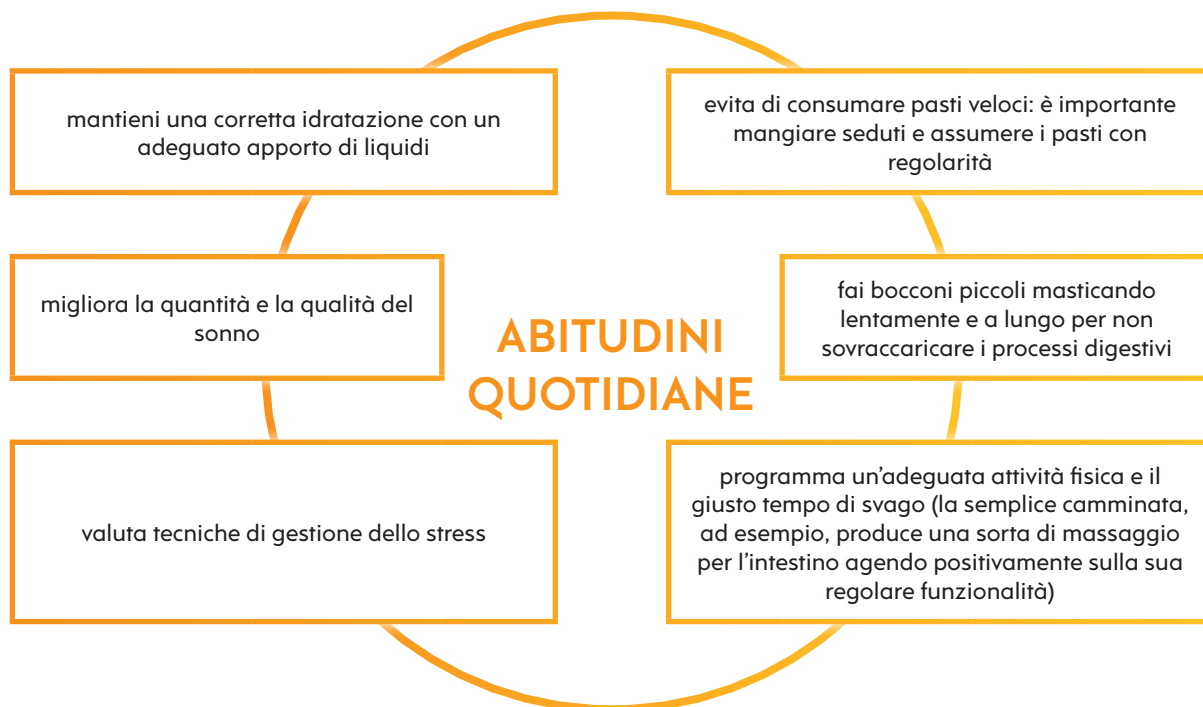 mantieni una corretta idratazione con un
adeguato apporto di liquidi
evita di consumare pasti veloci: è importante
mangiare seduti e assumere i pasti con
regolarità
migliora la quantità e la qualità del
sonno
ABITUDINI
QUOTIDIANE
fai bocconi piccoli masticando
lentamente e a lungo per non
sovraccaricare i processi digestivi
valuta tecniche di gestione dello stress
programma un’adeguata attività fisica e il
giusto tempo di svago (la semplice camminata,
ad esempio, produce una sorta di massaggio
per l’intestino agendo positivamente sulla sua
regolare funzionalità)